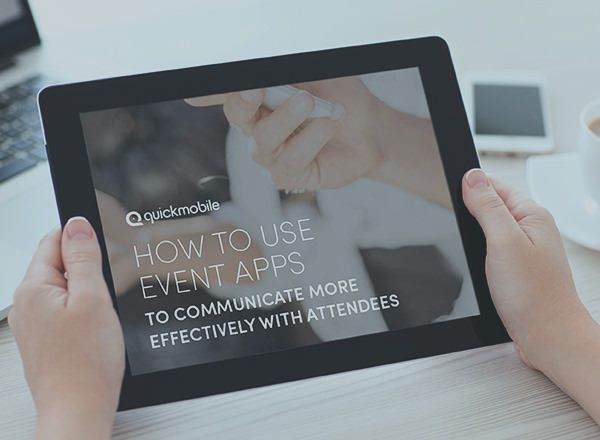 quickmobile
HOW TO USE
EVENT APPS
TO COMMUNICATE MORE
EFFECTIVELY WITH ATTENDEES